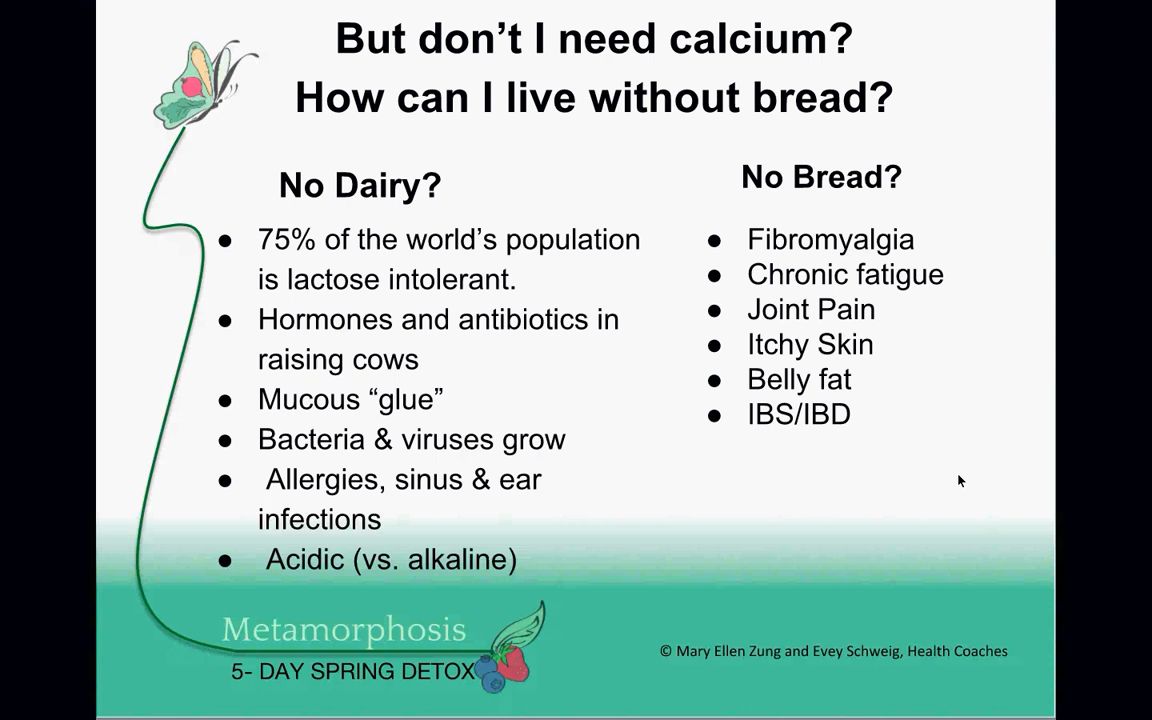 But don’t I need calcium?
How can I live without bread?
No Dairy?
● 75% of the world’s population
is lactose intolerant.
● Hormones and antibiotics in
raising cows
● Mucous “glue”
● Bacteria & viruses grow
● Allergies, sinus & ear
infections
● Acidic (vs. alkaline)
No Bread?
● Fibromyalgia
● Chronic fatigue
● Joint Pain
● Itchy Skin
● Belly fat
● IBS/IBD
Metamorphosis
5- DAY SPRING DETOX
© Mary Ellen Zung and Evey Schweig, Health Coaches